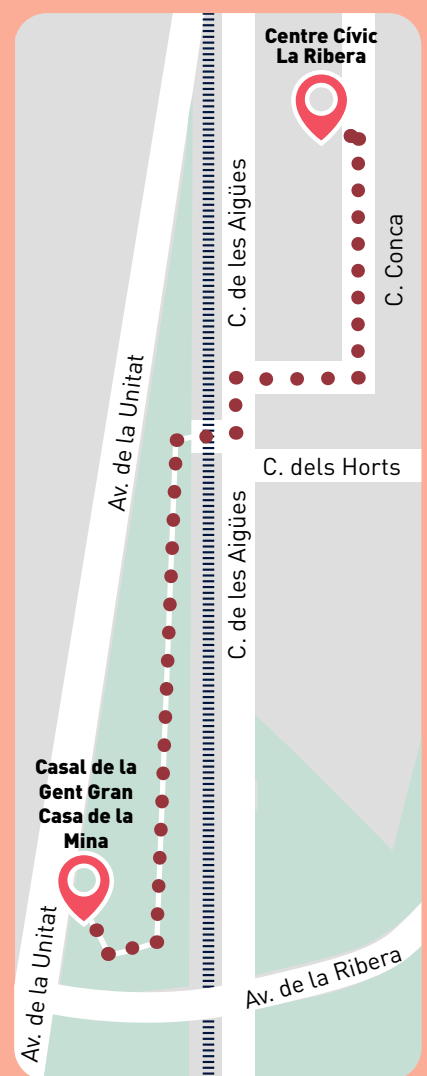 Centre Cívic
La Ribera
C. de les Aigües
C. Conca
Av. de la Unitat
C. dels Horts
C. de les Aigües
Casal de la
Gent Gran
Casa de la
Mina
Av. de la Unitat
Av. de la Ribera